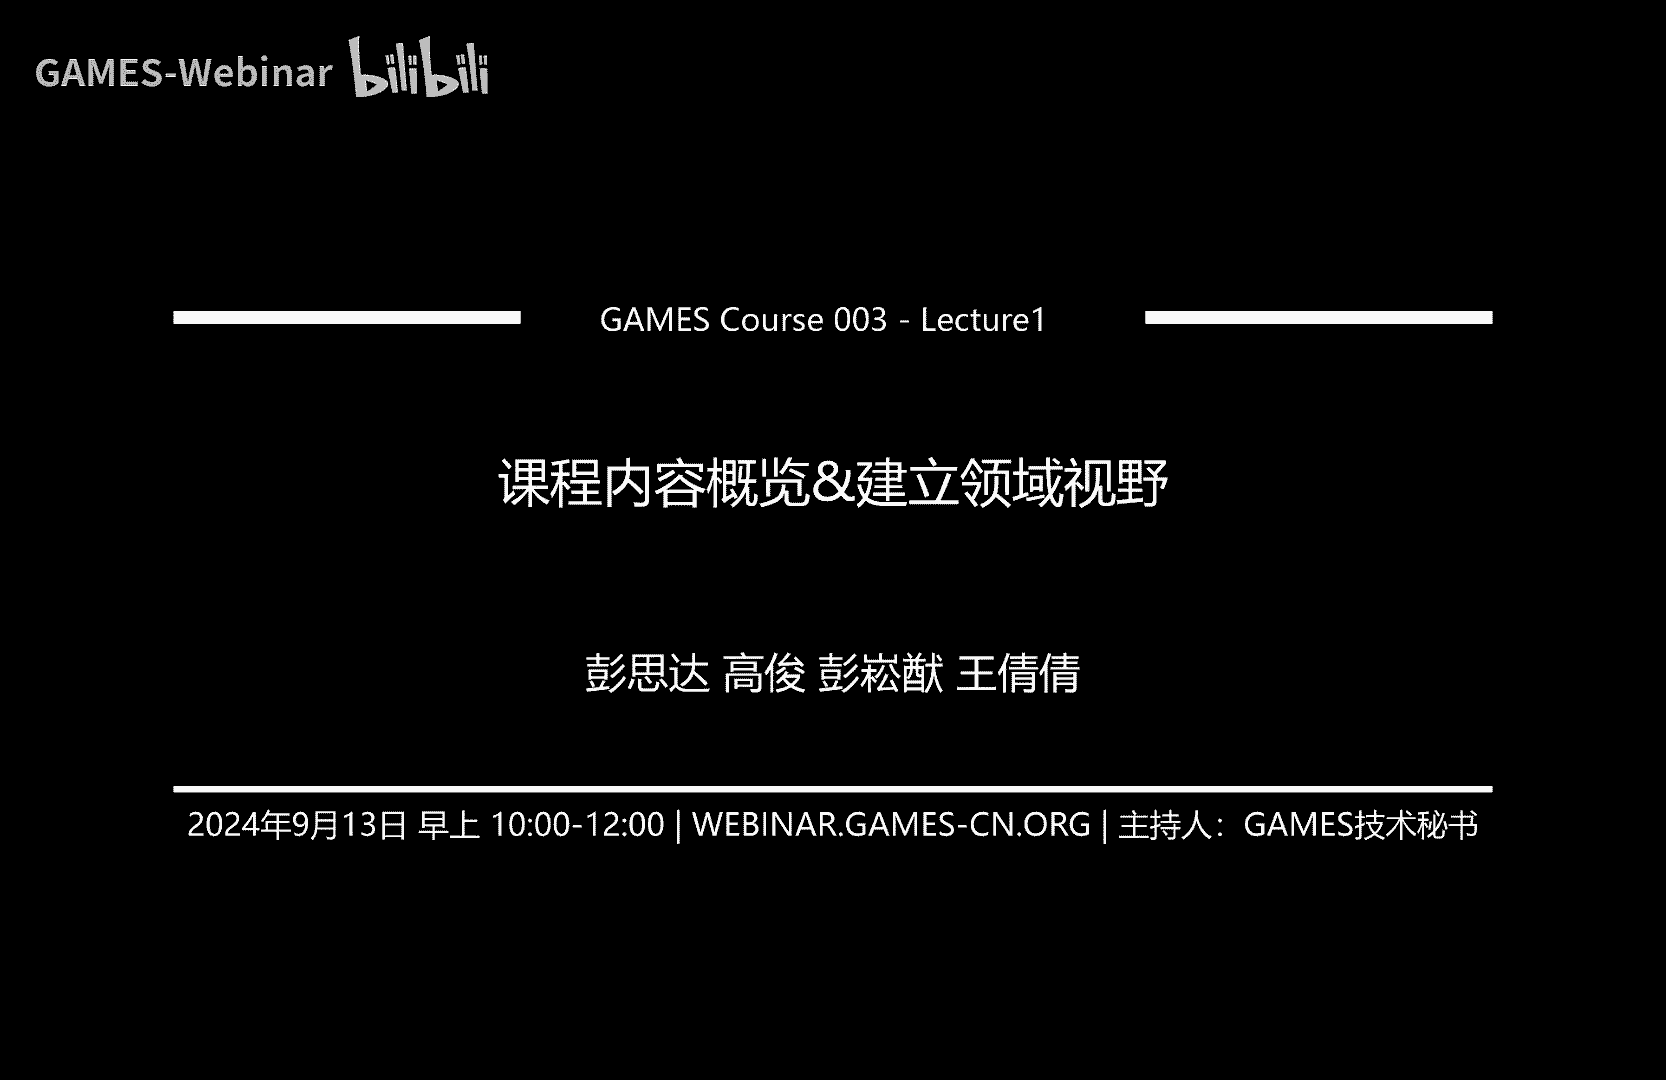 GAMES-Webinar bilibili
GAMES Course 003 - Lecture1
课程内容概览&建立领域视野
彭思达 高俊 彭崧猷 王倩倩
2024年9月13日 早上 10:00-12:00 | WEBINAR.GAMES-CN.ORG | 主持人：GAMES技术秘书